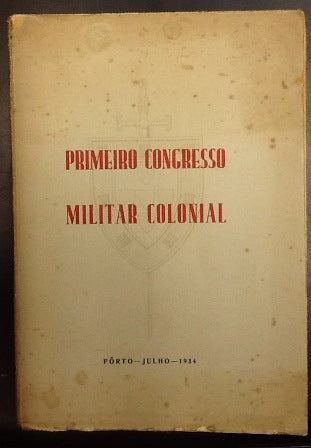 PRIMEIRO CONGRESSO
MILITAR COLONIAL
PÔRTO—JULHO—1934